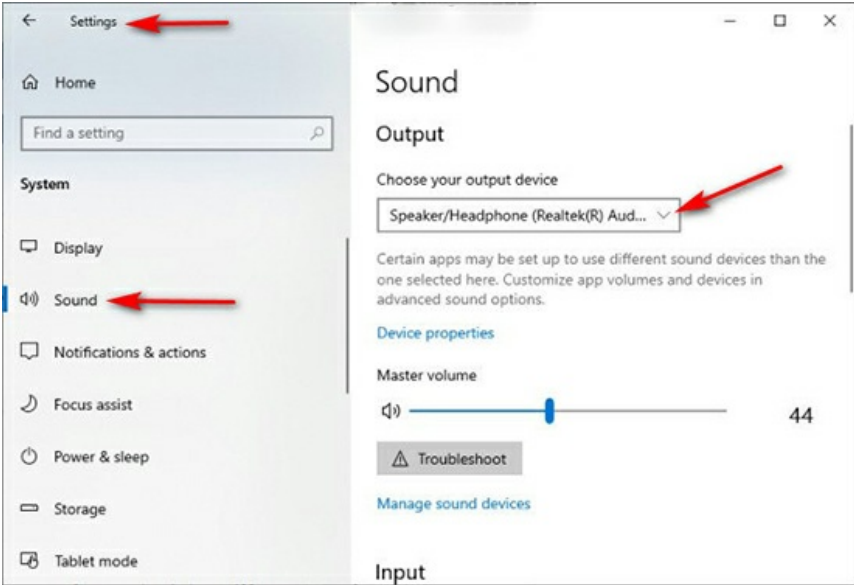 Settings
Home
Find a setting
System
Display
Sound
Notifications & actions
Focus assist
Power & sleep
Storage
Tablet mode
Sound
Output
Choose your output device
Speaker/Headphone (Realtek(R) Aud...
Certain apps may be set up to use different sound devices than the
one selected here. Customize app volumes and devices in
advanced sound options.
Device properties
Master volume
44
Troubleshoot
Manage sound devices
Input